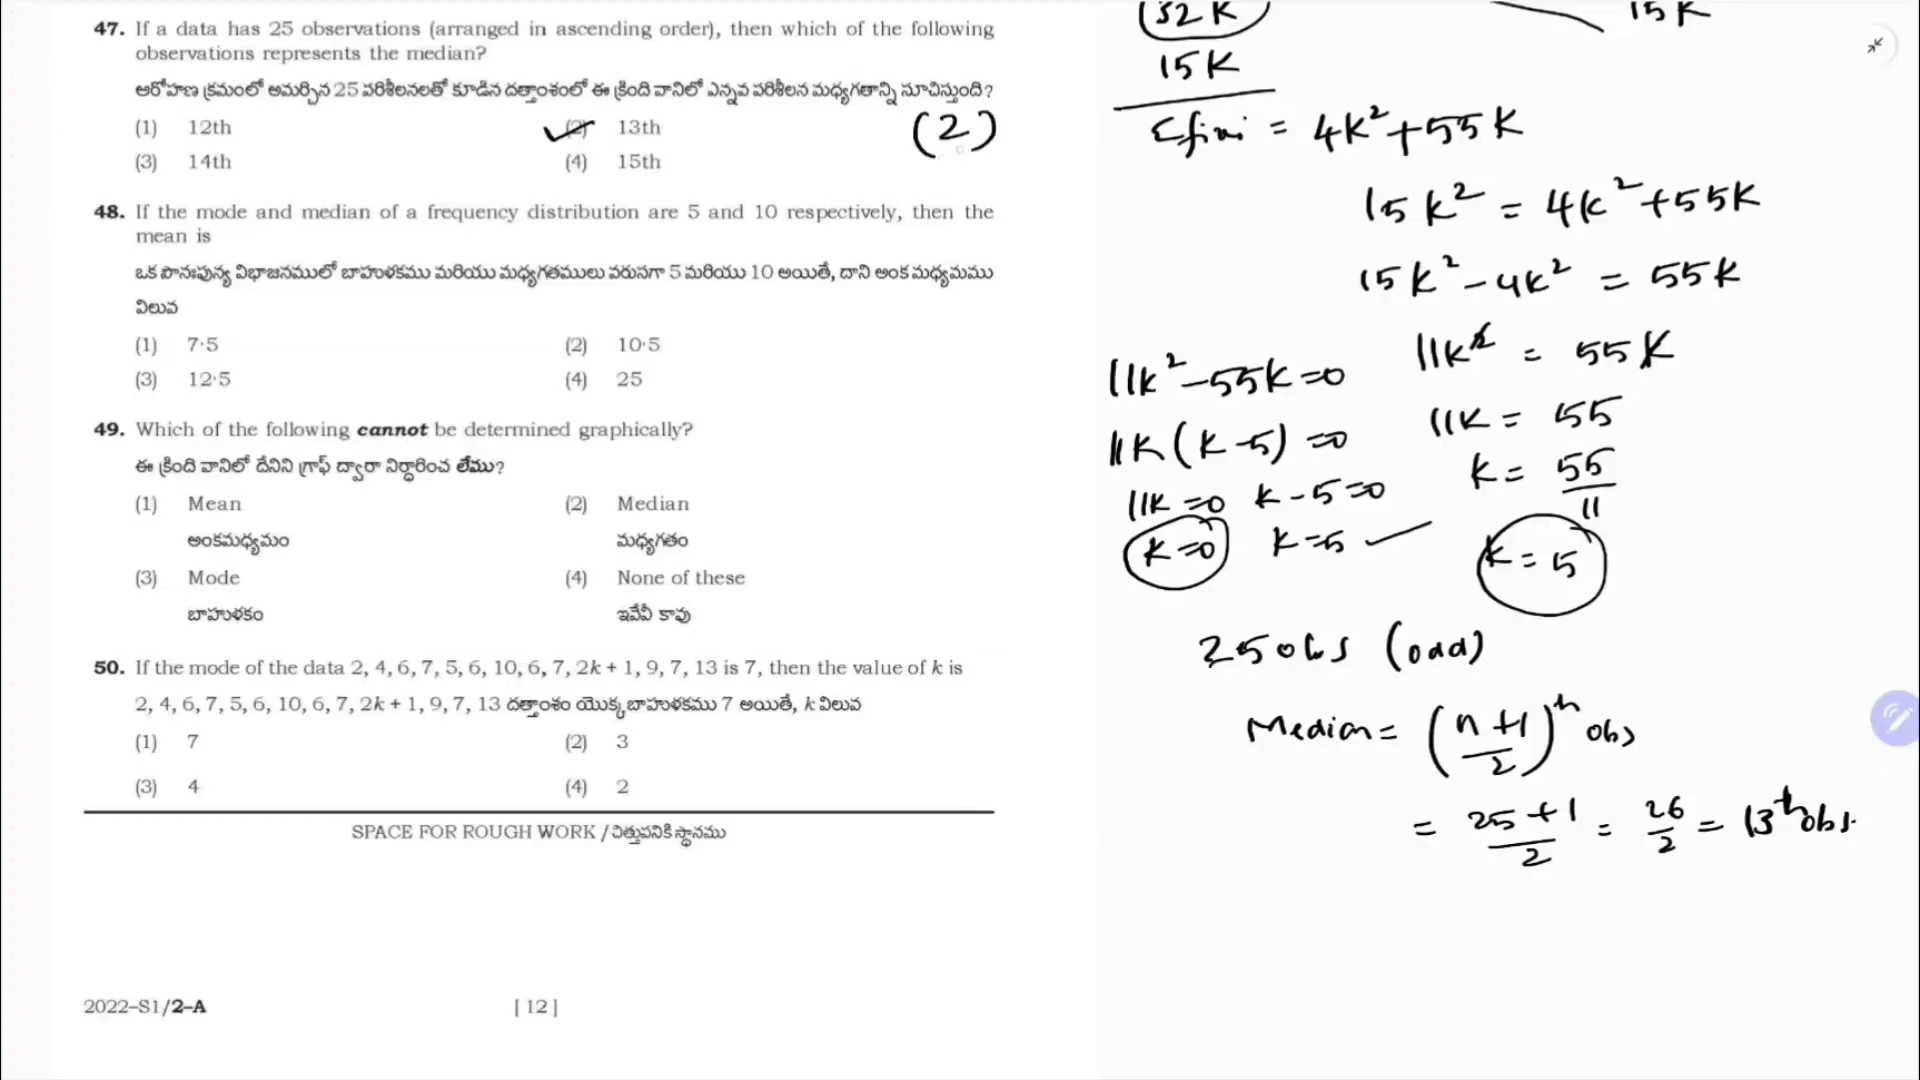 47. If a data has 25 observations (arranged in ascending order), then which of the following
observations represents the median?
ఆరోహణ క్రమంలో అమర్చిన 25 పరిశీలనలతో కూడిన దత్తాంశంలో ఈ క్రింది వానిలో ఎన్నవ పరిశీలన మధ్యగతాన్ని సూచిస్తుంది?
(1) 12th
(2) 13th
(2)
(3) 14th
(4) 15th
48. If the mode and median of a frequency distribution are 5 and 10 respectively, then the
mean is
ఒక పౌనఃపున్య విభాజనములో బాహుళకము మరియు మధ్యగతములు వరుసగా 5 మరియు 10 అయితే, దాని అంక మధ్యమము
విలువ
(1) 7·5
(2) 10·5
(3) 12·5
(4) 25
49. Which of the following cannot be determined graphically?
ఈ క్రింది వానిలో దేనిని గ్రాఫ్ ద్వారా నిర్ధారించ లేము?
(1) Mean
(2) Median
అంకమధ్యమం
మధ్యగతం
(3) Mode
(4) None of these
బాహుళకం
ఇవేవీ కావు
50. If the mode of the data 2, 4, 6, 7, 5, 6, 10, 6, 7, 2k + 1, 9, 7, 13 is 7, then the value of k is
2, 4, 6, 7, 5, 6, 10, 6, 7, 2k + 1, 9, 7, 13 దత్తాంశం యొక్క బాహుళకము 7 అయితే, k విలువ
(1) 7
(2) 3
(3) 4
(4) 2
SPACE FOR ROUGH WORK / చిత్తుపనికి స్థానము
2022–S1/2–A
[ 12 ]
32K
15K
15K
Σfixi = 4K² + 55K
15K² = 4K² + 55K
15K² - 4K² = 55K
11K² = 55K
11K² - 55K = 0
11K = 55
11K (K - 5) = 0
K = 55/11
11K = 0 K - 5 = 0
K = 0 K = 5
K = 5
25 obs (odd)
Median = (n+1/2)th obs
= 25+1/2 = 26/2 = 13th obs.